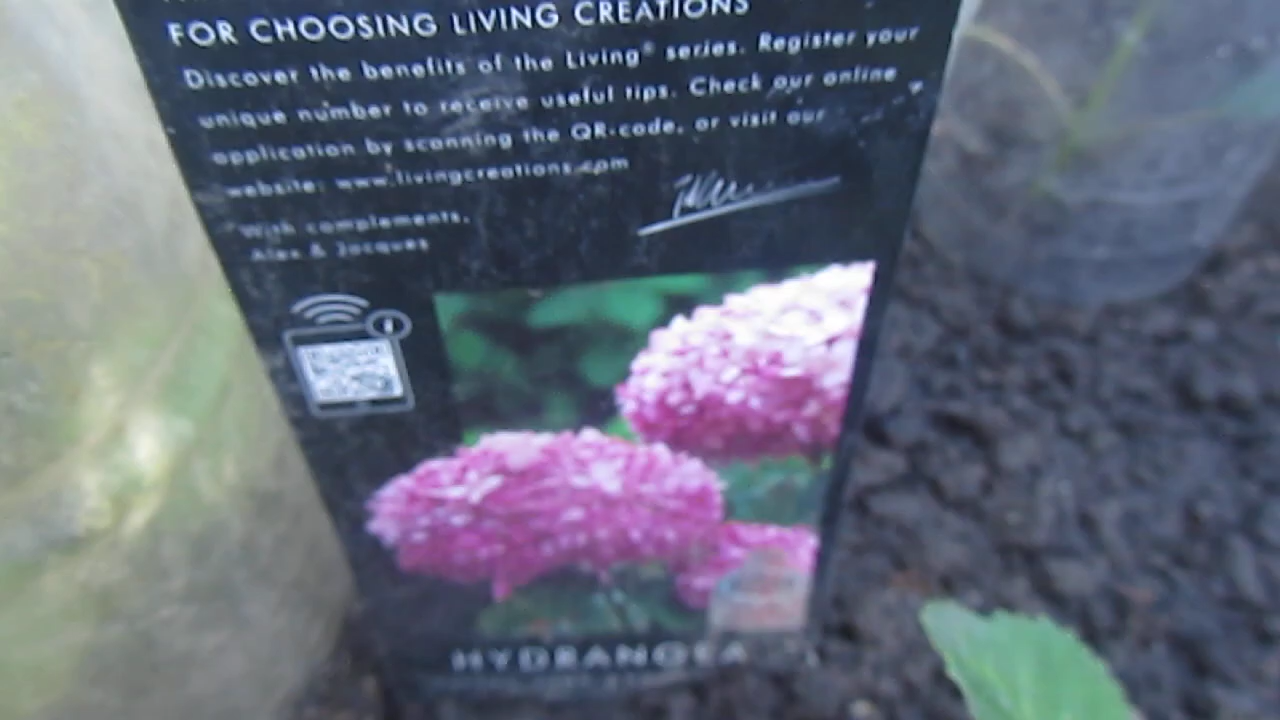 FOR CHOOSING LIVING CREATIONS
Discover the benefits of the Living® series. Register your
unique number to receive useful tips. Check our online
application by scanning the QR-code, or visit our
website: www.livingcreations.com
With complements,
Alex & Jacques
HYDRANGEA